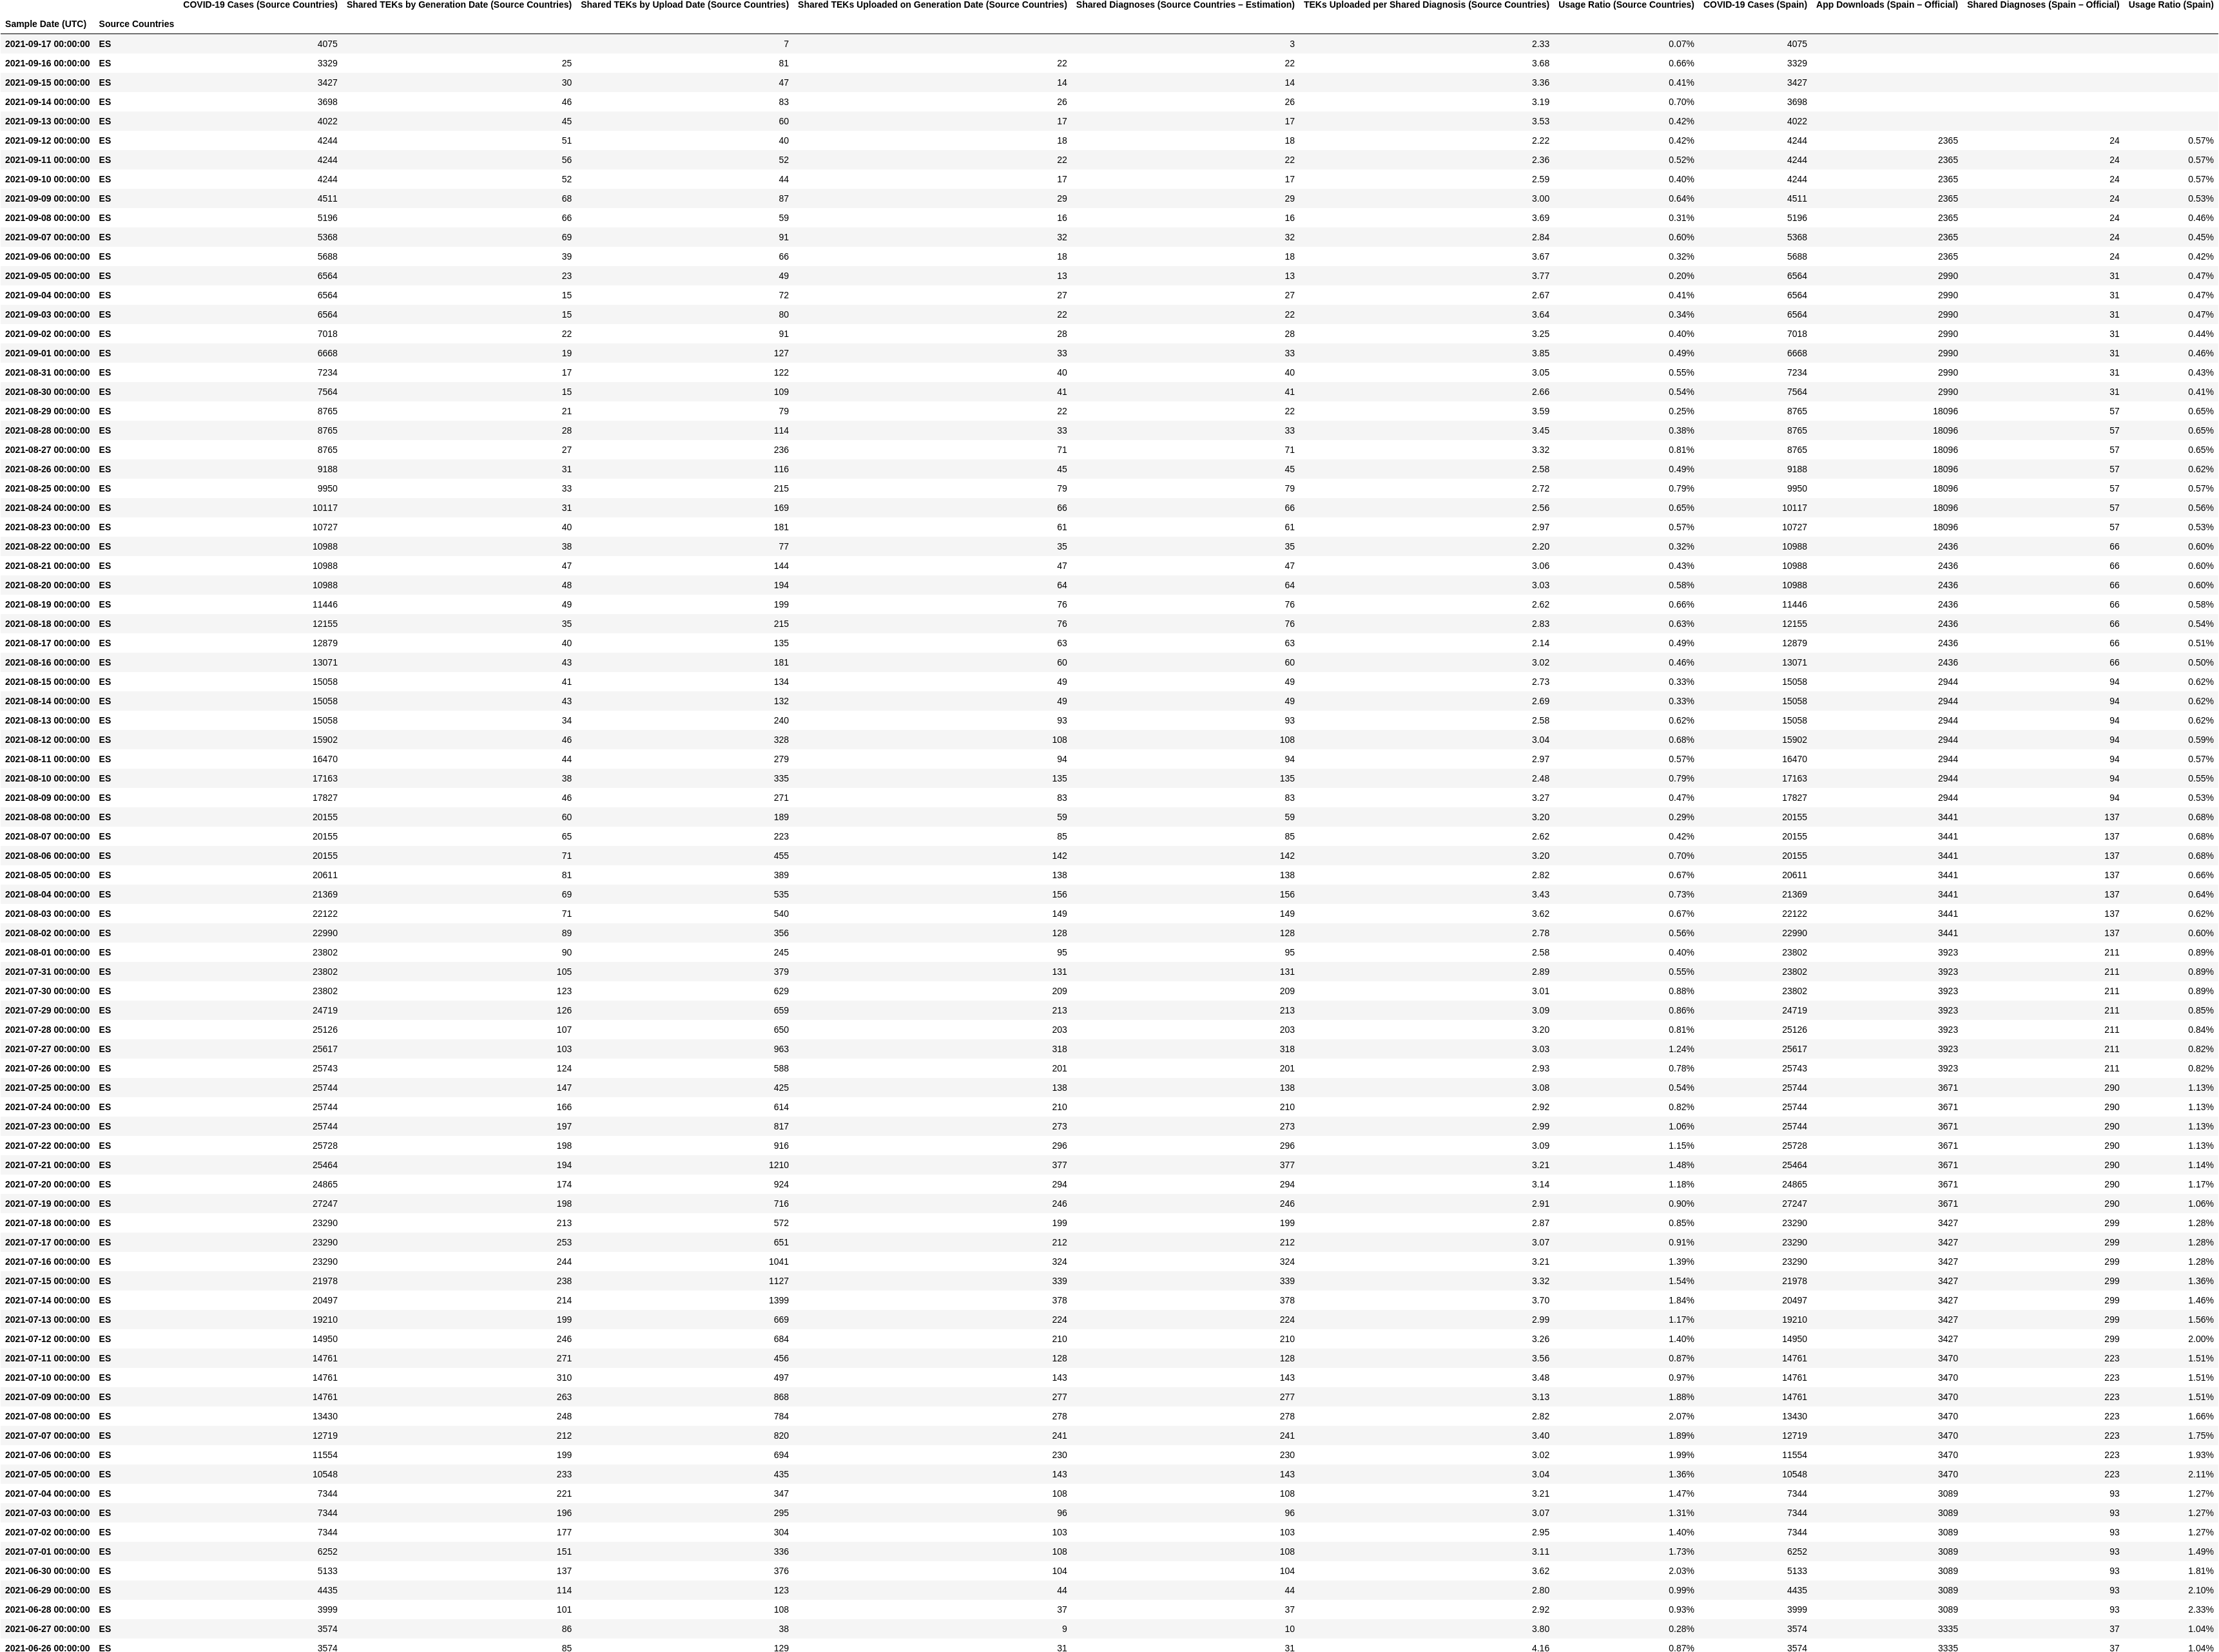 COVID-19 Cases (Source Countries) Shared TEKs by Generation Date (Source Countries) Shared TEKs by Upload Date (Source Countries) Shared TEKs Uploaded on Generation Date (Source Countries) Shared Diagnoses (Source Countries – Estimation) TEKs Uploaded per Shared Diagnosis (Source Countries) Usage Ratio (Source Countries) COVID-19 Cases (Spain) App Downloads (Spain – Official) Shared Diagnoses (Spain – Official) Usage Ratio (Spain)
Sample Date (UTC) Source Countries
2021-09-17 00:00:00 ES 4075 7 3 2.33 0.07% 4075
2021-09-16 00:00:00 ES 3329 25 81 22 22 3.68 0.66% 3329
2021-09-15 00:00:00 ES 3427 30 47 14 14 3.36 0.41% 3427
2021-09-14 00:00:00 ES 3698 46 83 26 26 3.19 0.70% 3698
2021-09-13 00:00:00 ES 4022 45 60 17 17 3.53 0.42% 4022
2021-09-12 00:00:00 ES 4244 51 40 18 18 2.22 0.42% 4244 2365 24 0.57%
2021-09-11 00:00:00 ES 4244 56 52 22 22 2.36 0.52% 4244 2365 24 0.57%
2021-09-10 00:00:00 ES 4244 52 44 17 17 2.59 0.40% 4244 2365 24 0.57%
2021-09-09 00:00:00 ES 4511 68 87 29 29 3.00 0.64% 4511 2365 24 0.53%
2021-09-08 00:00:00 ES 5196 66 59 16 16 3.69 0.31% 5196 2365 24 0.46%
2021-09-07 00:00:00 ES 5368 69 91 32 32 2.84 0.60% 5368 2365 24 0.45%
2021-09-06 00:00:00 ES 5688 39 66 18 18 3.67 0.32% 5688 2365 24 0.42%
2021-09-05 00:00:00 ES 6564 23 49 13 13 3.77 0.20% 6564 2990 31 0.47%
2021-09-04 00:00:00 ES 6564 15 72 27 27 2.67 0.41% 6564 2990 31 0.47%
2021-09-03 00:00:00 ES 6564 15 80 22 22 3.64 0.34% 6564 2990 31 0.47%
2021-09-02 00:00:00 ES 7018 22 91 28 28 3.25 0.40% 7018 2990 31 0.44%
2021-09-01 00:00:00 ES 6668 19 127 33 33 3.85 0.49% 6668 2990 31 0.46%
2021-08-31 00:00:00 ES 7234 17 122 40 40 3.05 0.55% 7234 2990 31 0.43%
2021-08-30 00:00:00 ES 7564 15 109 41 41 2.66 0.54% 7564 2990 31 0.41%
2021-08-29 00:00:00 ES 8765 21 79 22 22 3.59 0.25% 8765 18096 57 0.65%
2021-08-28 00:00:00 ES 8765 28 114 33 33 3.45 0.38% 8765 18096 57 0.65%
2021-08-27 00:00:00 ES 8765 27 236 71 71 3.32 0.81% 8765 18096 57 0.65%
2021-08-26 00:00:00 ES 9188 31 116 45 45 2.58 0.49% 9188 18096 57 0.62%
2021-08-25 00:00:00 ES 9950 33 215 79 79 2.72 0.79% 9950 18096 57 0.57%
2021-08-24 00:00:00 ES 10117 31 169 66 66 2.56 0.65% 10117 18096 57 0.56%
2021-08-23 00:00:00 ES 10727 40 181 61 61 2.97 0.57% 10727 18096 57 0.53%
2021-08-22 00:00:00 ES 10988 38 77 35 35 2.20 0.32% 10988 2436 66 0.60%
2021-08-21 00:00:00 ES 10988 47 144 47 47 3.06 0.43% 10988 2436 66 0.60%
2021-08-20 00:00:00 ES 10988 48 194 64 64 3.03 0.58% 10988 2436 66 0.60%
2021-08-19 00:00:00 ES 11446 49 199 76 76 2.62 0.66% 11446 2436 66 0.58%
2021-08-18 00:00:00 ES 12155 35 215 76 76 2.83 0.63% 12155 2436 66 0.54%
2021-08-17 00:00:00 ES 12879 40 135 63 63 2.14 0.49% 12879 2436 66 0.51%
2021-08-16 00:00:00 ES 13071 43 181 60 60 3.02 0.46% 13071 2436 66 0.50%
2021-08-15 00:00:00 ES 15058 41 134 49 49 2.73 0.33% 15058 2944 94 0.62%
2021-08-14 00:00:00 ES 15058 43 132 49 49 2.69 0.33% 15058 2944 94 0.62%
2021-08-13 00:00:00 ES 15058 34 240 93 93 2.58 0.62% 15058 2944 94 0.62%
2021-08-12 00:00:00 ES 15902 46 328 108 108 3.04 0.68% 15902 2944 94 0.59%
2021-08-11 00:00:00 ES 16470 44 279 94 94 2.97 0.57% 16470 2944 94 0.57%
2021-08-10 00:00:00 ES 17163 38 335 135 135 2.48 0.79% 17163 2944 94 0.55%
2021-08-09 00:00:00 ES 17827 46 271 83 83 3.27 0.47% 17827 2944 94 0.53%
2021-08-08 00:00:00 ES 20155 60 189 59 59 3.20 0.29% 20155 3441 137 0.68%
2021-08-07 00:00:00 ES 20155 65 223 85 85 2.62 0.42% 20155 3441 137 0.68%
2021-08-06 00:00:00 ES 20155 71 455 142 142 3.20 0.70% 20155 3441 137 0.68%
2021-08-05 00:00:00 ES 20611 81 389 138 138 2.82 0.67% 20611 3441 137 0.66%
2021-08-04 00:00:00 ES 21369 69 535 156 156 3.43 0.73% 21369 3441 137 0.64%
2021-08-03 00:00:00 ES 22122 71 540 149 149 3.62 0.67% 22122 3441 137 0.62%
2021-08-02 00:00:00 ES 22990 89 356 128 128 2.78 0.56% 22990 3441 137 0.60%
2021-08-01 00:00:00 ES 23802 90 245 95 95 2.58 0.40% 23802 3923 211 0.89%
2021-07-31 00:00:00 ES 23802 105 379 131 131 2.89 0.55% 23802 3923 211 0.89%
2021-07-30 00:00:00 ES 23802 123 629 209 209 3.01 0.88% 23802 3923 211 0.89%
2021-07-29 00:00:00 ES 24719 126 659 213 213 3.09 0.86% 24719 3923 211 0.85%
2021-07-28 00:00:00 ES 25126 107 650 203 203 3.20 0.81% 25126 3923 211 0.84%
2021-07-27 00:00:00 ES 25617 103 963 318 318 3.03 1.24% 25617 3923 211 0.82%
2021-07-26 00:00:00 ES 25743 124 588 201 201 2.93 0.78% 25743 3923 211 0.82%
2021-07-25 00:00:00 ES 25744 147 425 138 138 3.08 0.54% 25744 3671 290 1.13%
2021-07-24 00:00:00 ES 25744 166 614 210 210 2.92 0.82% 25744 3671 290 1.13%
2021-07-23 00:00:00 ES 25744 197 817 273 273 2.99 1.06% 25744 3671 290 1.13%
2021-07-22 00:00:00 ES 25728 198 916 296 296 3.09 1.15% 25728 3671 290 1.13%
2021-07-21 00:00:00 ES 25464 194 1210 377 377 3.21 1.48% 25464 3671 290 1.14%
2021-07-20 00:00:00 ES 24865 174 924 294 294 3.14 1.18% 24865 3671 290 1.17%
2021-07-19 00:00:00 ES 27247 198 716 246 246 2.91 0.90% 27247 3671 290 1.06%
2021-07-18 00:00:00 ES 23290 213 572 199 199 2.87 0.85% 23290 3427 299 1.28%
2021-07-17 00:00:00 ES 23290 253 651 212 212 3.07 0.91% 23290 3427 299 1.28%
2021-07-16 00:00:00 ES 23290 244 1041 324 324 3.21 1.39% 23290 3427 299 1.28%
2021-07-15 00:00:00 ES 21978 238 1127 339 339 3.32 1.54% 21978 3427 299 1.36%
2021-07-14 00:00:00 ES 20497 214 1399 378 378 3.70 1.84% 20497 3427 299 1.46%
2021-07-13 00:00:00 ES 19210 199 669 224 224 2.99 1.17% 19210 3427 299 1.56%
2021-07-12 00:00:00 ES 14950 246 684 210 210 3.26 1.40% 14950 3427 299 2.00%
2021-07-11 00:00:00 ES 14761 271 456 128 128 3.56 0.87% 14761 3470 223 1.51%
2021-07-10 00:00:00 ES 14761 310 497 143 143 3.48 0.97% 14761 3470 223 1.51%
2021-07-09 00:00:00 ES 14761 263 868 277 277 3.13 1.88% 14761 3470 223 1.51%
2021-07-08 00:00:00 ES 13430 248 784 278 278 2.82 2.07% 13430 3470 223 1.66%
2021-07-07 00:00:00 ES 12719 212 820 241 241 3.40 1.89% 12719 3470 223 1.75%
2021-07-06 00:00:00 ES 11554 199 694 230 230 3.02 1.99% 11554 3470 223 1.93%
2021-07-05 00:00:00 ES 10548 233 435 143 143 3.04 1.36% 10548 3470 223 2.11%
2021-07-04 00:00:00 ES 7344 221 347 108 108 3.21 1.47% 7344 3089 93 1.27%
2021-07-03 00:00:00 ES 7344 196 295 96 96 3.07 1.31% 7344 3089 93 1.27%
2021-07-02 00:00:00 ES 7344 177 304 103 103 2.95 1.40% 7344 3089 93 1.27%
2021-07-01 00:00:00 ES 6252 151 336 108 108 3.11 1.73% 6252 3089 93 1.49%
2021-06-30 00:00:00 ES 5133 137 376 104 104 3.62 2.03% 5133 3089 93 1.81%
2021-06-29 00:00:00 ES 4435 114 123 44 44 2.80 0.99% 4435 3089 93 2.10%
2021-06-28 00:00:00 ES 3999 101 108 37 37 2.92 0.93% 3999 3089 93 2.33%
2021-06-27 00:00:00 ES 3574 86 38 9 10 3.80 0.28% 3574 3335 37 1.04%
2021-06-26 00:00:00 ES 3574 85 129 31 31 4.16 0.87% 3574 3335 37 1.04%